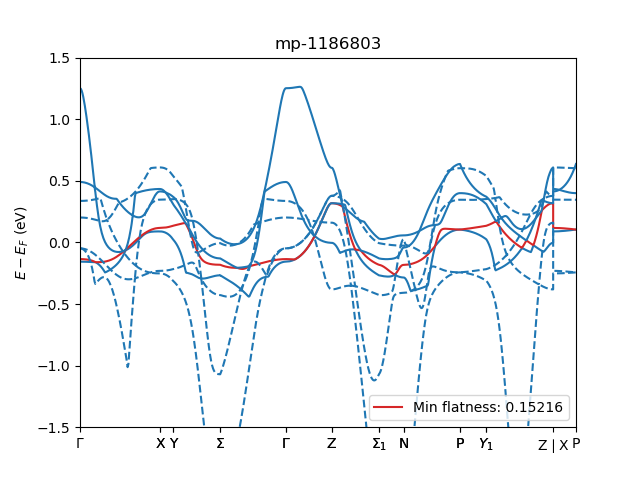 mp-1186803
1.5
1.0
0.5
0.0
−0.5
−1.0
−1.5
E − E_F (eV)
Min flatness: 0.15216
Γ X Y Σ Γ Z Σ₁ N P Y₁ Z | X P